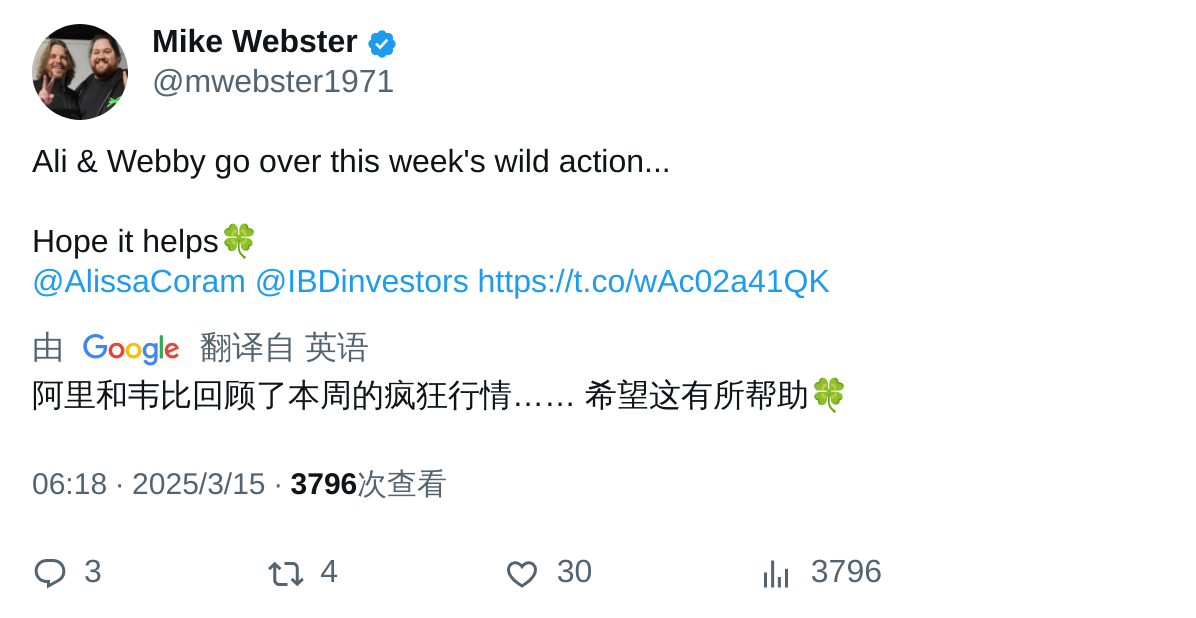 Mike Webster
@mwebster1971
Ali & Webby go over this week's wild action...
Hope it helps🍀
@AlissaCoram @IBDinvestors https://t.co/wAc02a41QK
由 Google 翻译自 英语
阿里和韦比回顾了本周的疯狂行情…… 希望这有所帮助🍀
06:18 · 2025/3/15 · 3796次查看
3 4 30 3796